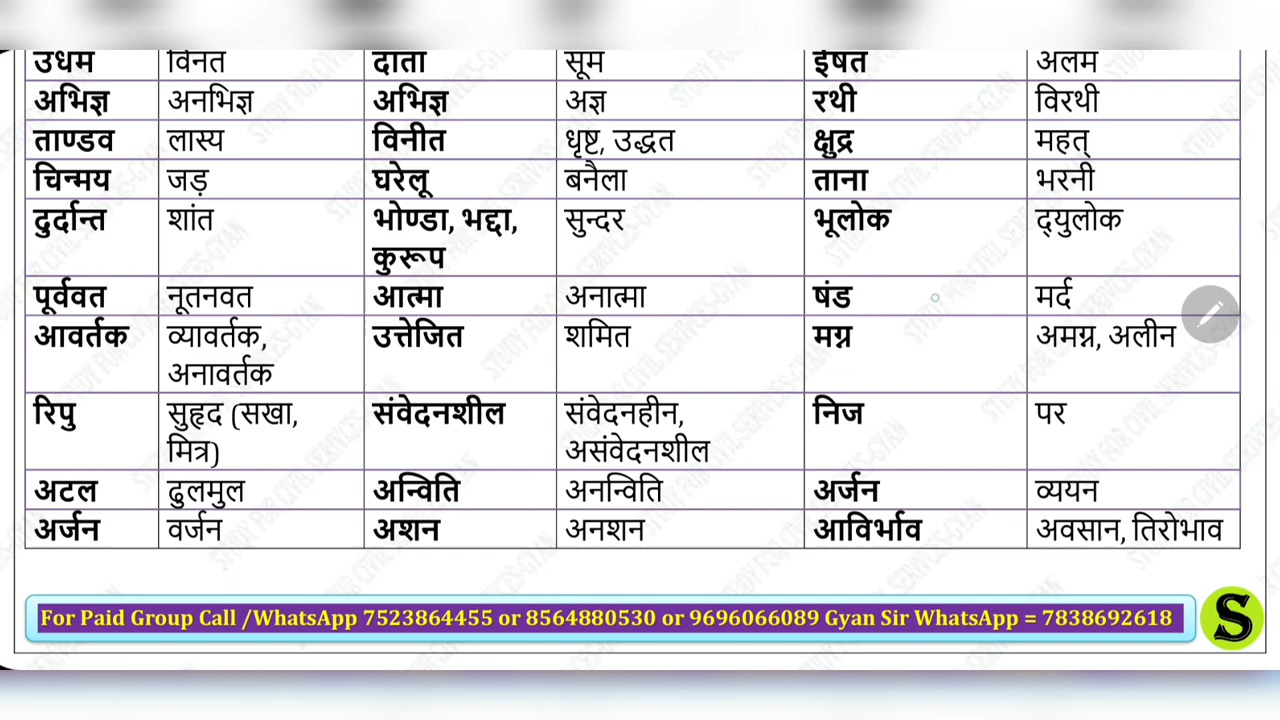 उधम विनत दाता सूम ईषत अलम
अभिज्ञ अनभिज्ञ अभिज्ञ अज्ञ रथी विरथी
ताण्डव लास्य विनीत धृष्ट, उद्धत क्षुद्र महत्
चिन्मय जड़ घरेलू बनैला ताना भरनी
दुर्दान्त शांत भोण्डा, भद्दा, सुन्दर भूलोक द्युलोक
कुरूप
पूर्ववत नूतनवत आत्मा अनात्मा षंड मर्द
आवर्तक व्यावर्तक, उत्तेजित शमित मग्न अमग्न, अलीन
अनावर्तक
रिपु सुहृद (सखा, संवेदनशील संवेदनहीन, निज पर
मित्र) असंवेदनशील
अटल ढुलमुल अन्विति अनन्विति अर्जन व्ययन
अर्जन वर्जन अशन अनशन आविर्भाव अवसान, तिरोभाव
For Paid Group Call /WhatsApp 7523864455 or 8564880530 or 9696066089 Gyan Sir WhatsApp = 7838692618
S